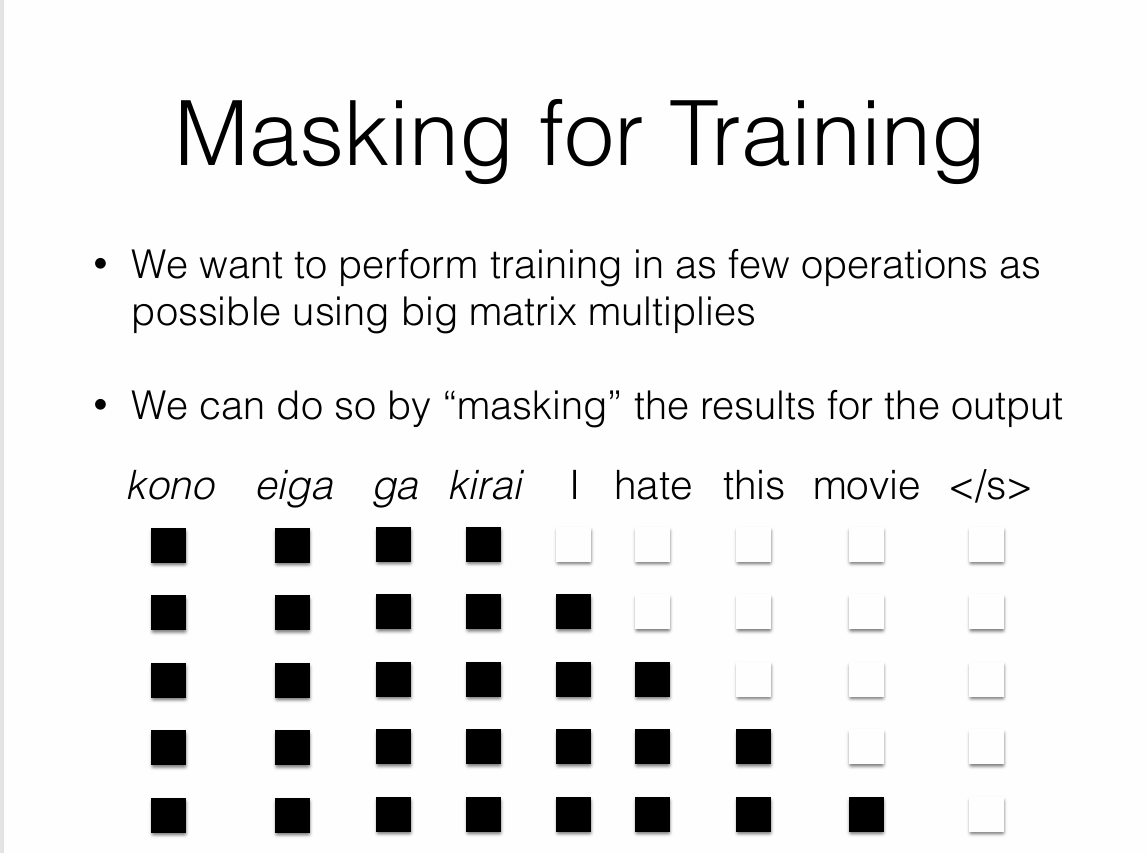 Masking for Training
• We want to perform training in as few operations as
possible using big matrix multiplies
• We can do so by “masking” the results for the output
kono eiga ga kirai I hate this movie </s>